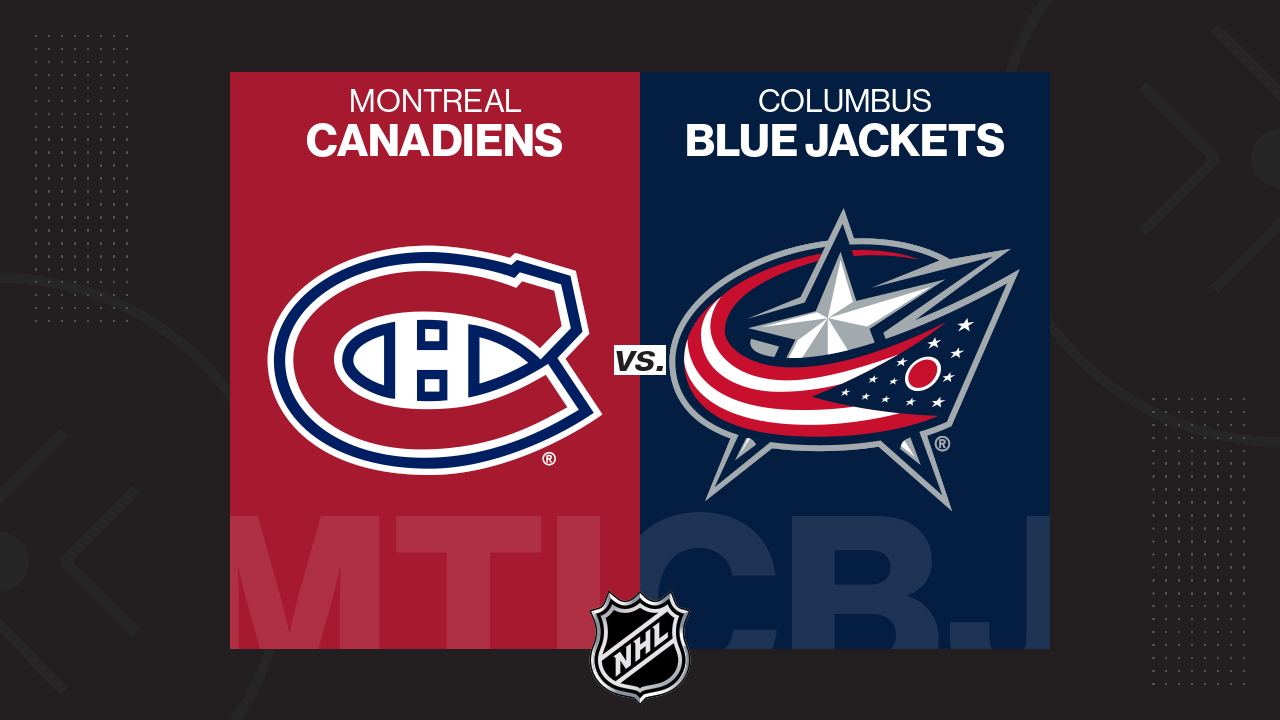 MONTREAL
CANADIENS
COLUMBUS
BLUE JACKETS
VS.
®
®
MTL
CBJ
NHL